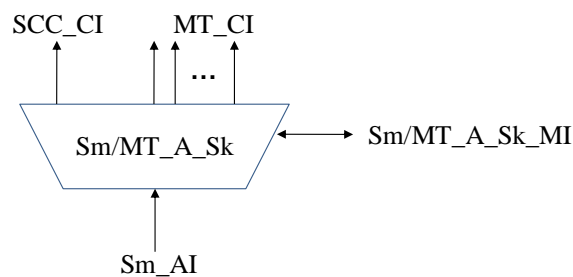 SCC_CI MT_CI
...
Sm/MT_A_Sk
Sm/MT_A_Sk_MI
Sm_AI